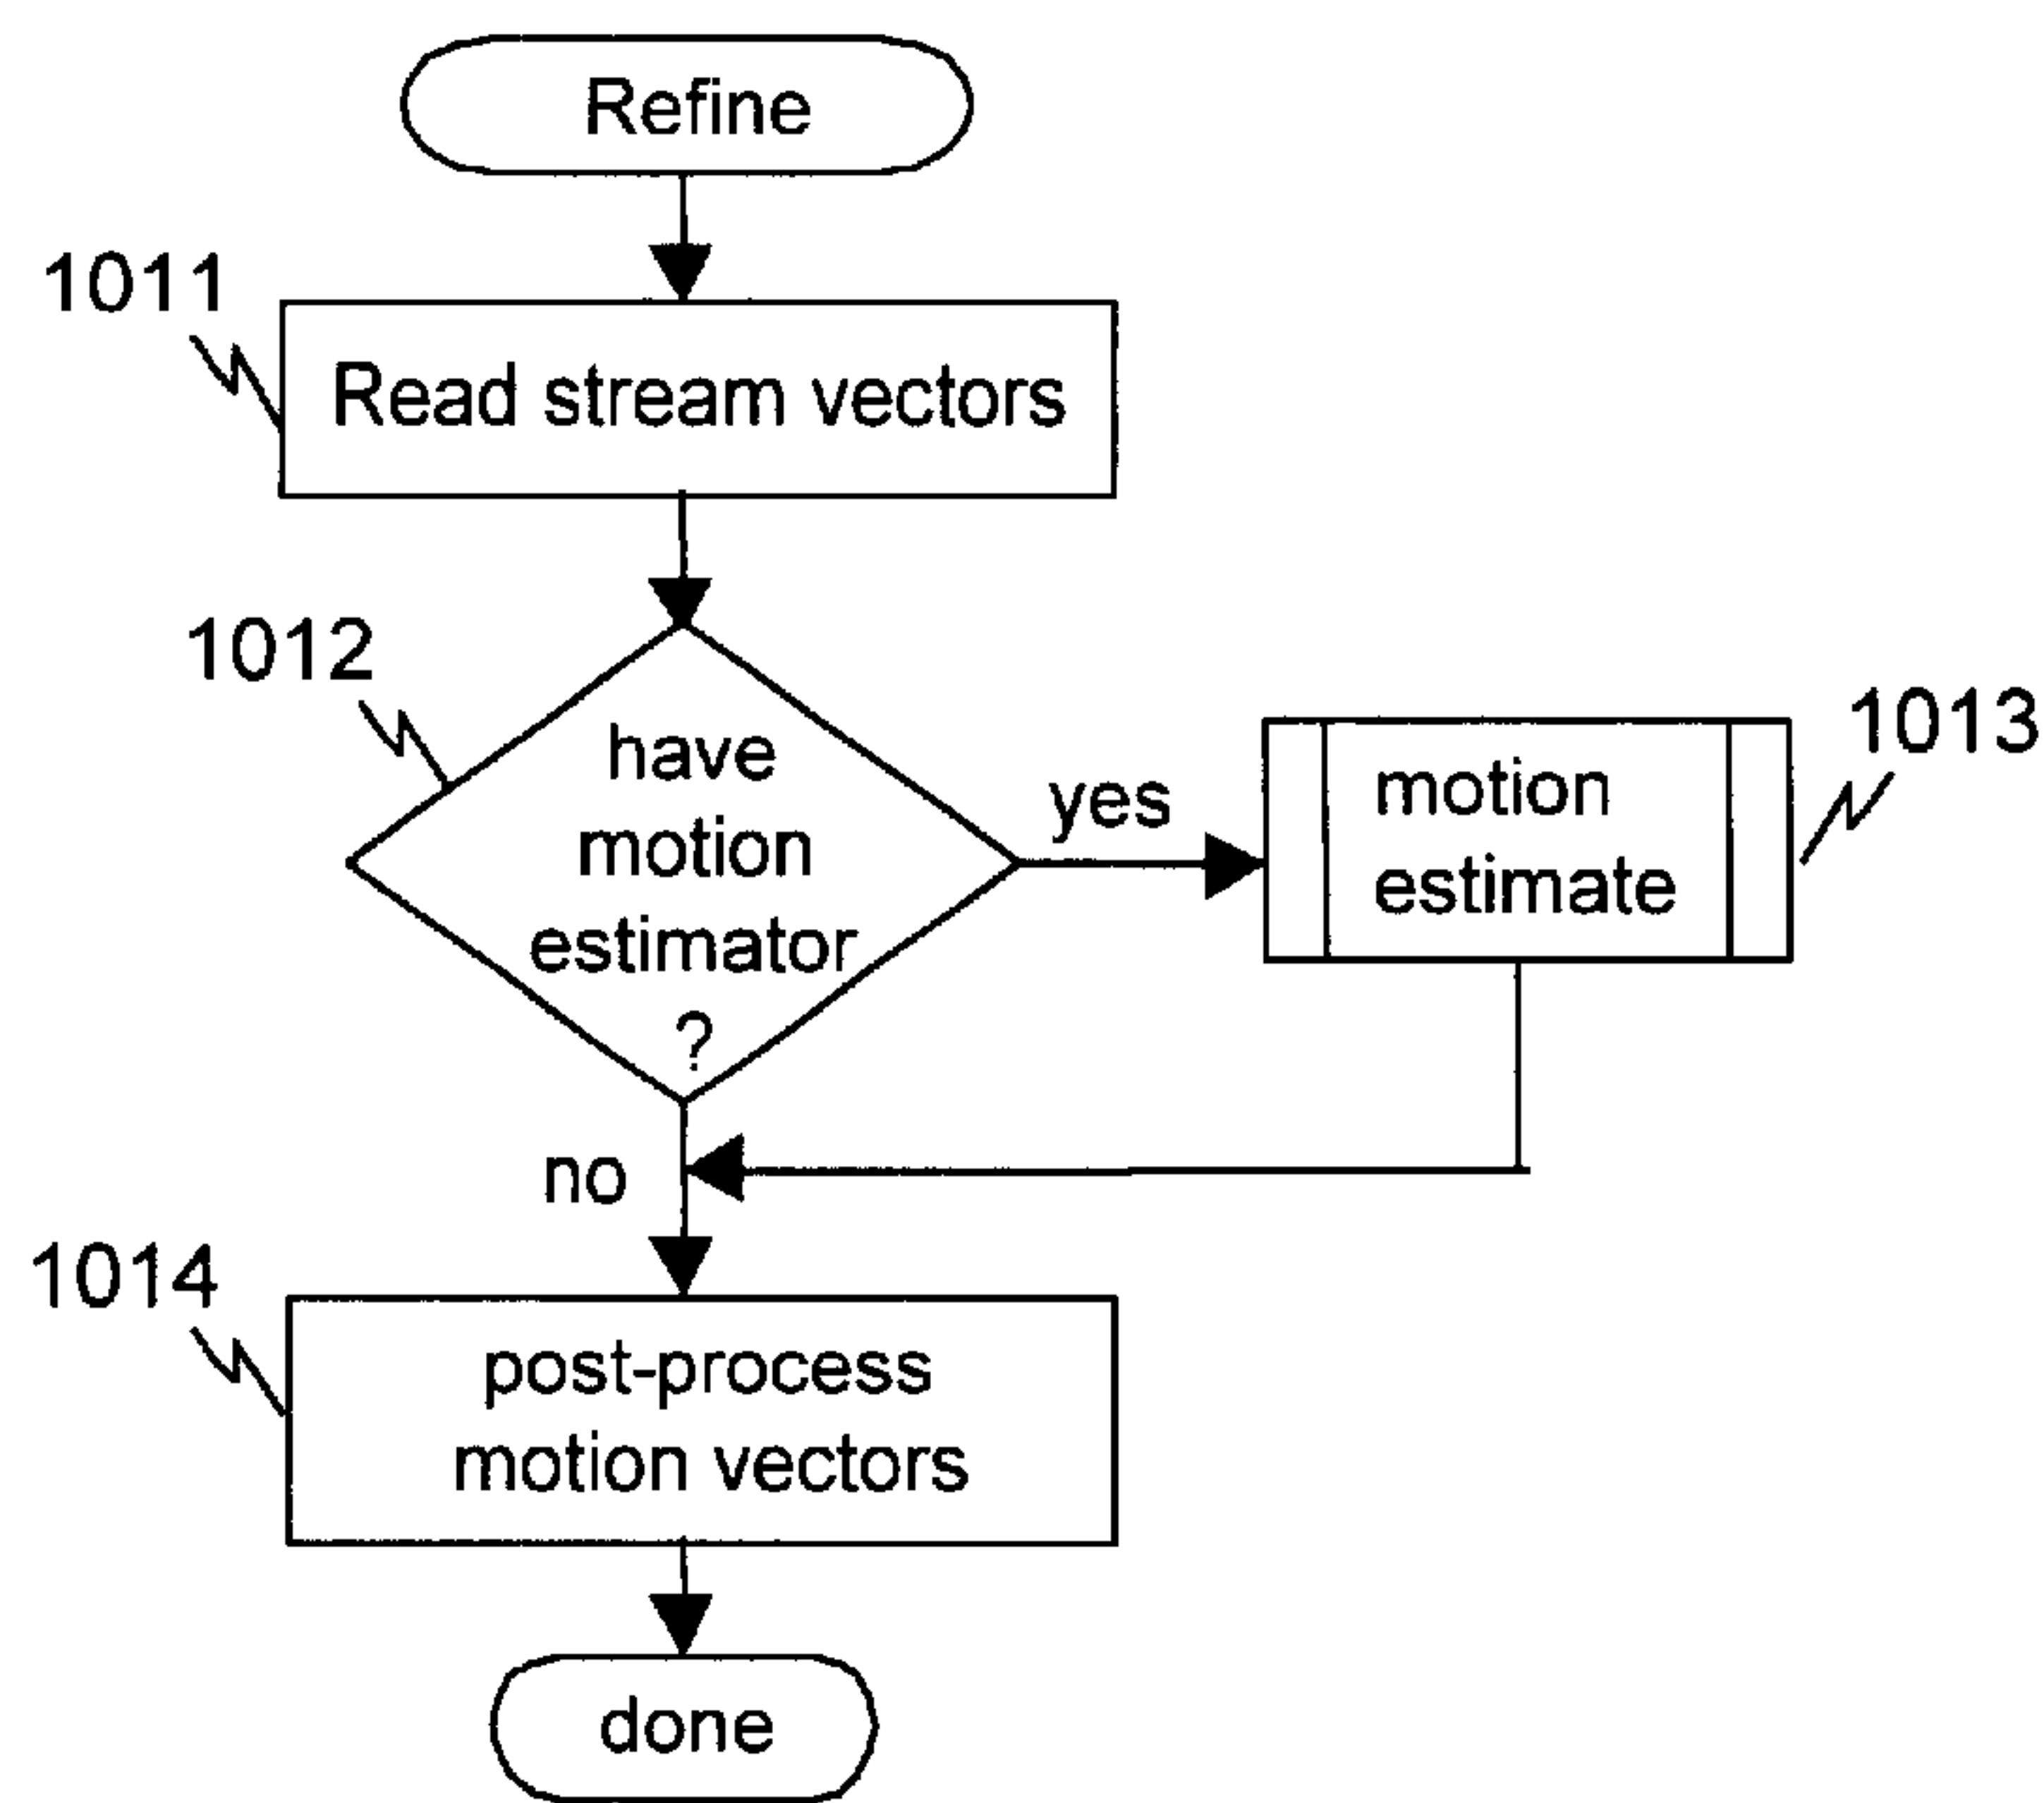 Refine
1011
Read stream vectors
1012
have
motion
estimator
?
yes
motion
estimate
1013
no
1014
post-process
motion vectors
done